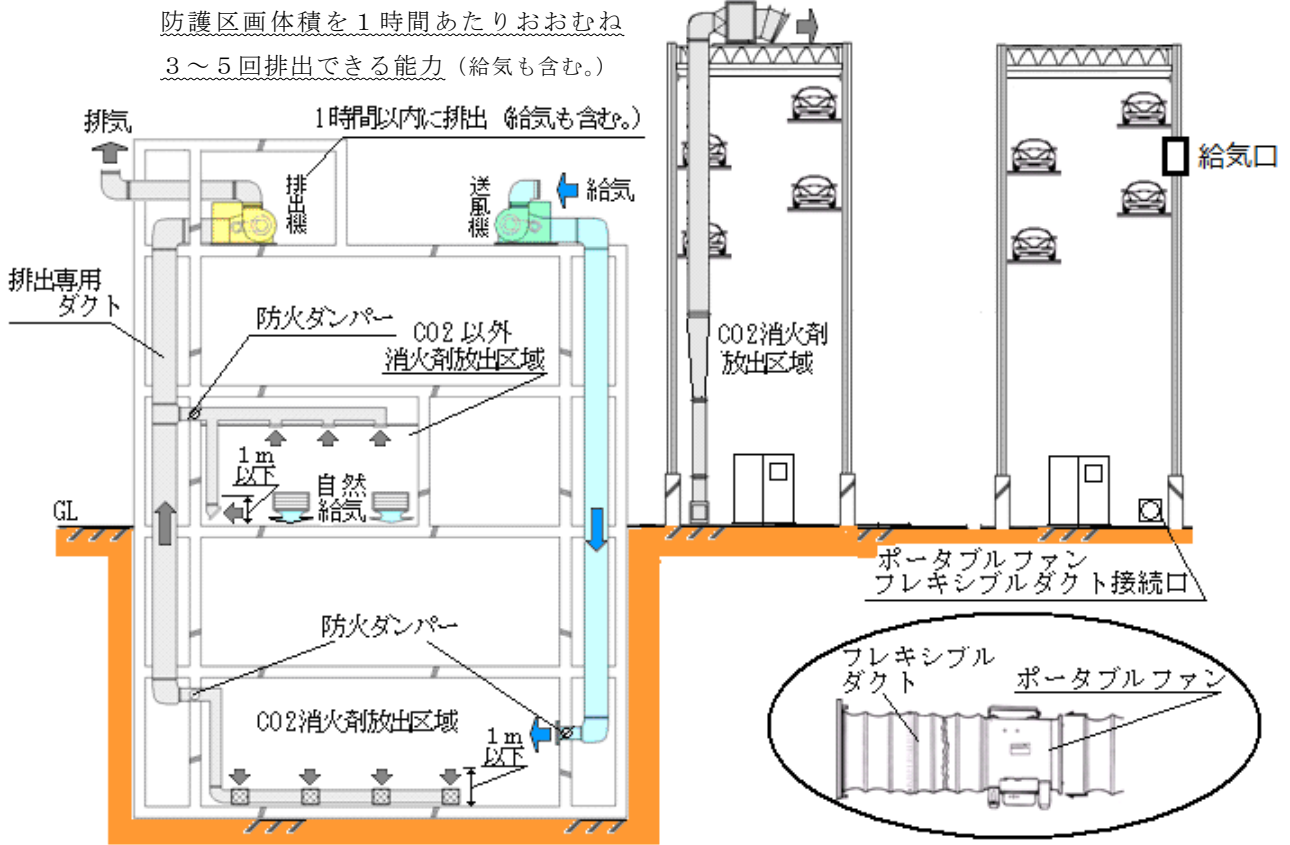 防護区画体積を1時間あたりおおむね
3～5回排出できる能力（給気も含む。）
1時間以内に排出（給気も含む。）
排気
排出機
送風機
給気
給気口
排出専用
ダクト
防火ダンパー
CO2以外
消火剤放出区域
CO2消火剤
放出区域
1m
以下
自然
給気
GL
ポータブルファン
フレキシブルダクト接続口
防火ダンパー
フレキシブル
ダクト
ポータブルファン
CO2消火剤放出区域
1m
以下